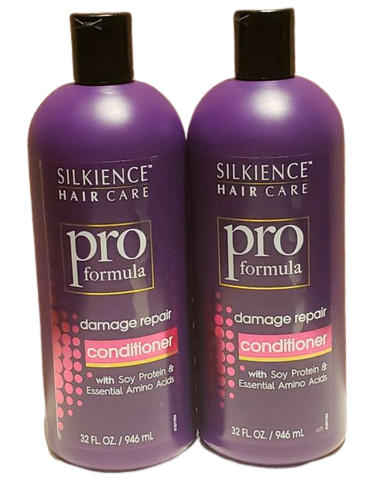 SILKIENCE™
HAIR CARE
pro
formula
damage repair
conditioner
with Soy Protein &
Essential Amino Acids
32 FL. OZ. / 946 mL
SILKIENCE™
HAIR CARE
pro
formula
damage repair
conditioner
with Soy Protein &
Essential Amino Acids
32 FL. OZ. / 946 mL